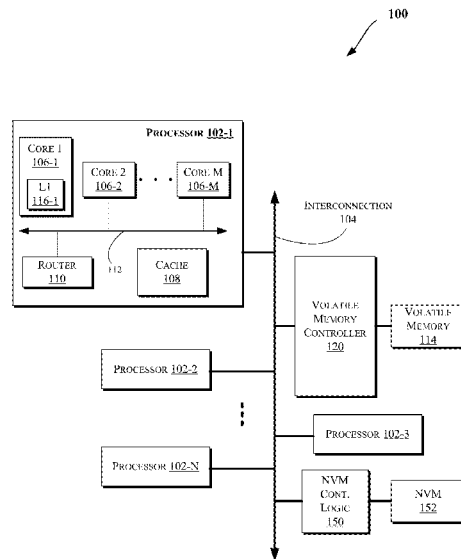 100
PROCESSOR 102-1
CORE 1
106-1
L1
116-1
CORE 2
106-2
CORE M
106-M
INTERCONNECTION
104
ROUTER
110
112
CACHE
108
VOLATILE
MEMORY
CONTROLLER
120
VOLATILE
MEMORY
114
PROCESSOR 102-2
PROCESSOR 102-3
PROCESSOR 102-N
NVM
CONT.
LOGIC
150
NVM
152